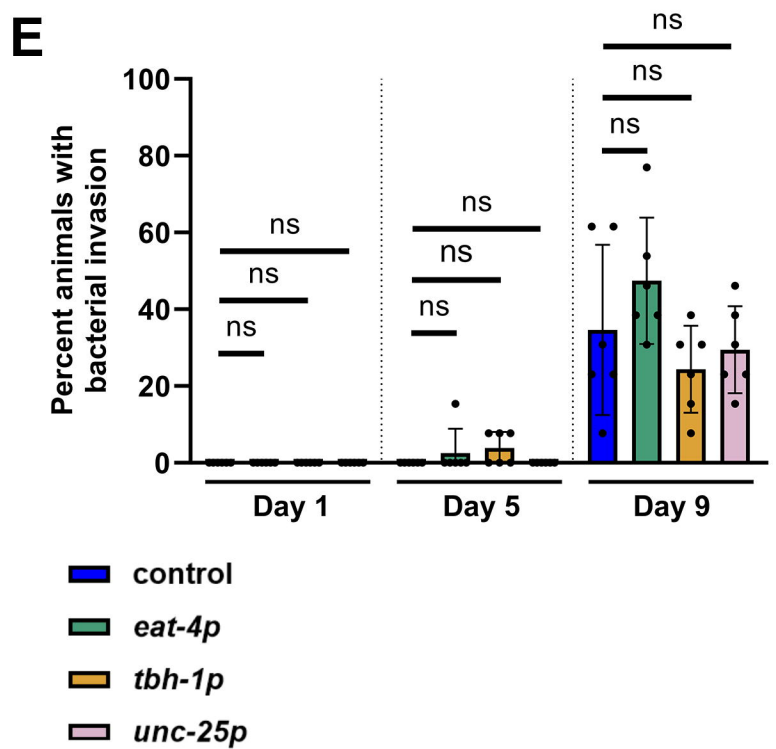 E
Percent animals with
bacterial invasion
100
80
60
40
20
0
ns
ns
ns
ns
ns
ns
ns
ns
ns
Day 1
Day 5
Day 9
control
eat-4p
tbh-1p
unc-25p